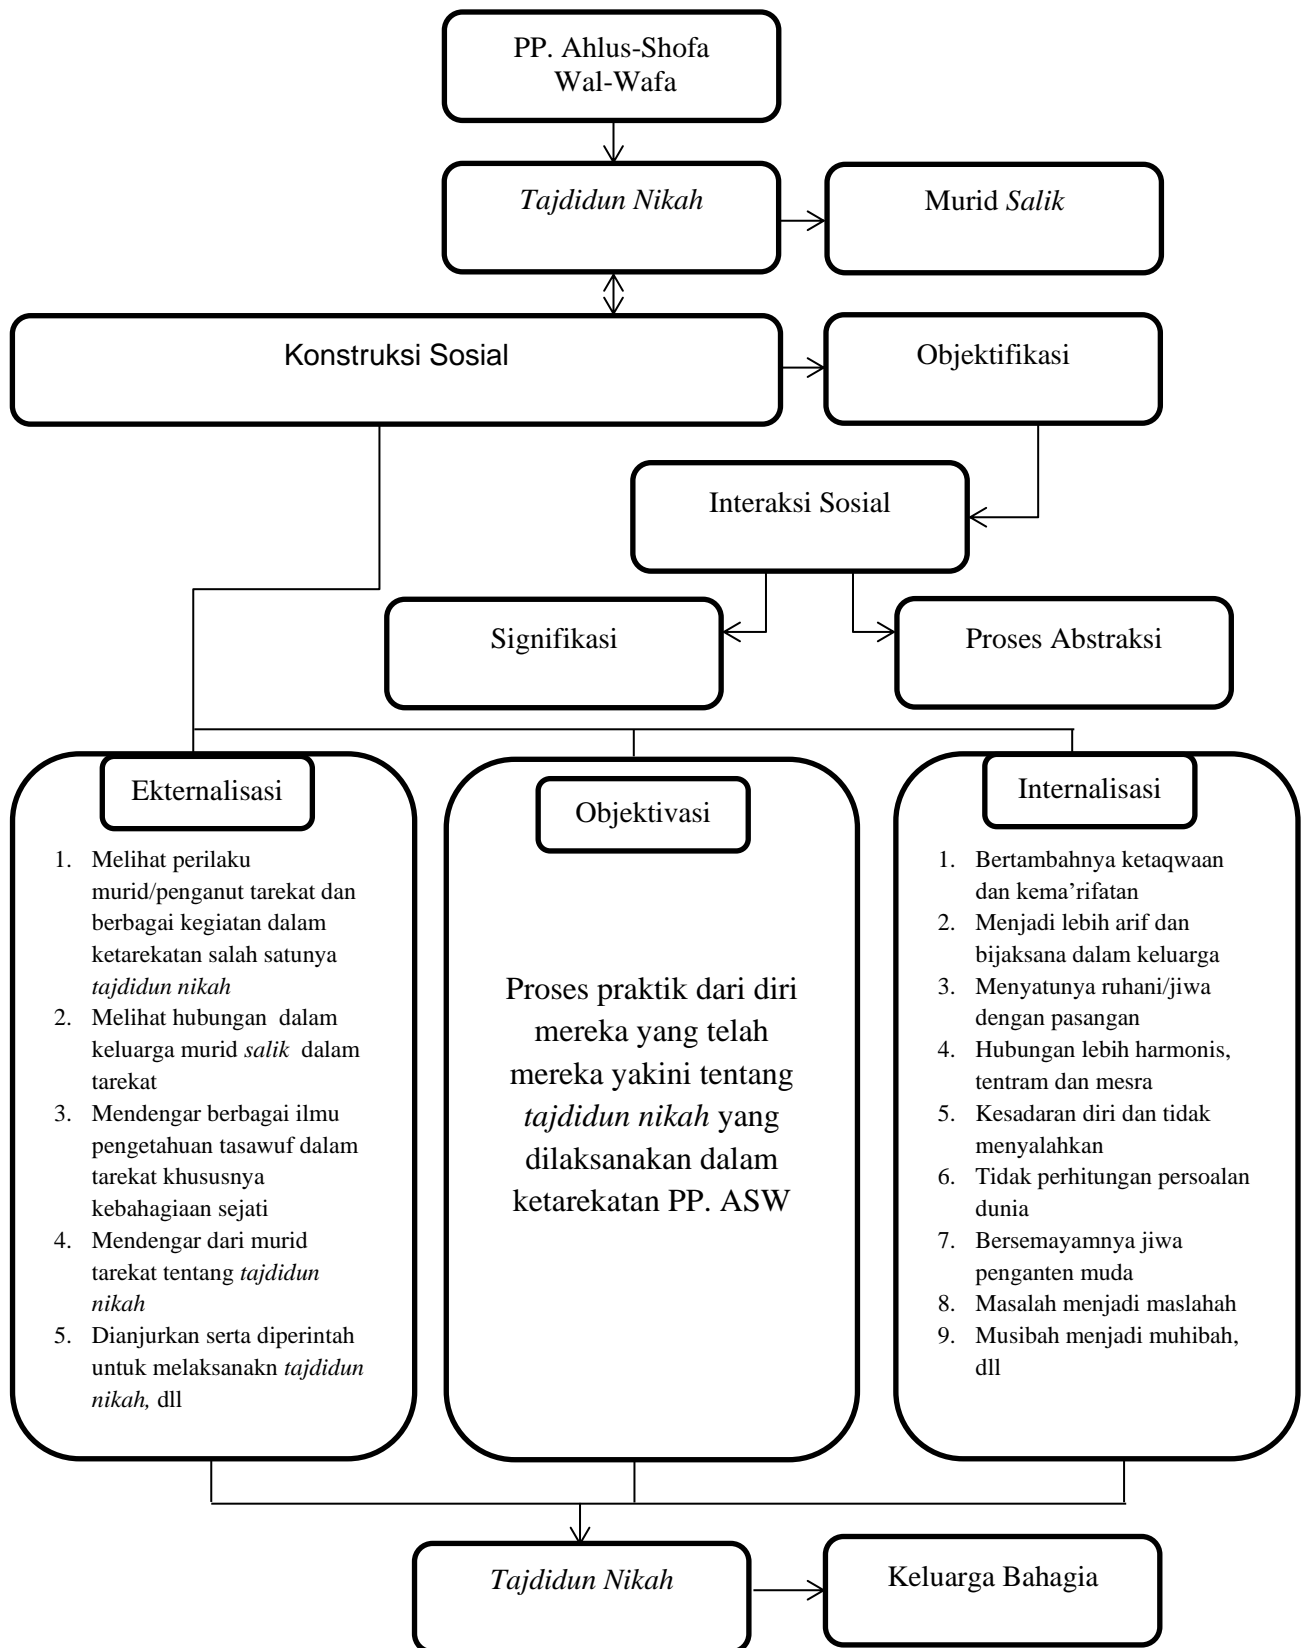 PP. Ahlus-Shofa
Wal-Wafa
Tajdidun Nikah
Murid Salik
Konstruksi Sosial
Objektifikasi
Interaksi Sosial
Signifikasi
Proses Abstraksi
Ekternalisasi
1. Melihat perilaku
murid/penganut tarekat dan
berbagai kegiatan dalam
ketarekatan salah satunya
tajdidun nikah
2. Melihat hubungan dalam
keluarga murid salik dalam
tarekat
3. Mendengar berbagai ilmu
pengetahuan tasawuf dalam
tarekat khususnya
kebahagiaan sejati
4. Mendengar dari murid
tarekat tentang tajdidun
nikah
5. Dianjurkan serta diperintah
untuk melaksanakn tajdidun
nikah, dll
Objektivasi
Proses praktik dari diri
mereka yang telah
mereka yakini tentang
tajdidun nikah yang
dilaksanakan dalam
ketarekatan PP. ASW
Internalisasi
1. Bertambahnya ketaqwaan
dan kema’rifatan
2. Menjadi lebih arif dan
bijaksana dalam keluarga
3. Menyatunya ruhani/jiwa
dengan pasangan
4. Hubungan lebih harmonis,
tentram dan mesra
5. Kesadaran diri dan tidak
menyalahkan
6. Tidak perhitungan persoalan
dunia
7. Bersemayamnya jiwa
penganten muda
8. Masalah menjadi maslahah
9. Musibah menjadi muhibah,
dll
Tajdidun Nikah
Keluarga Bahagia